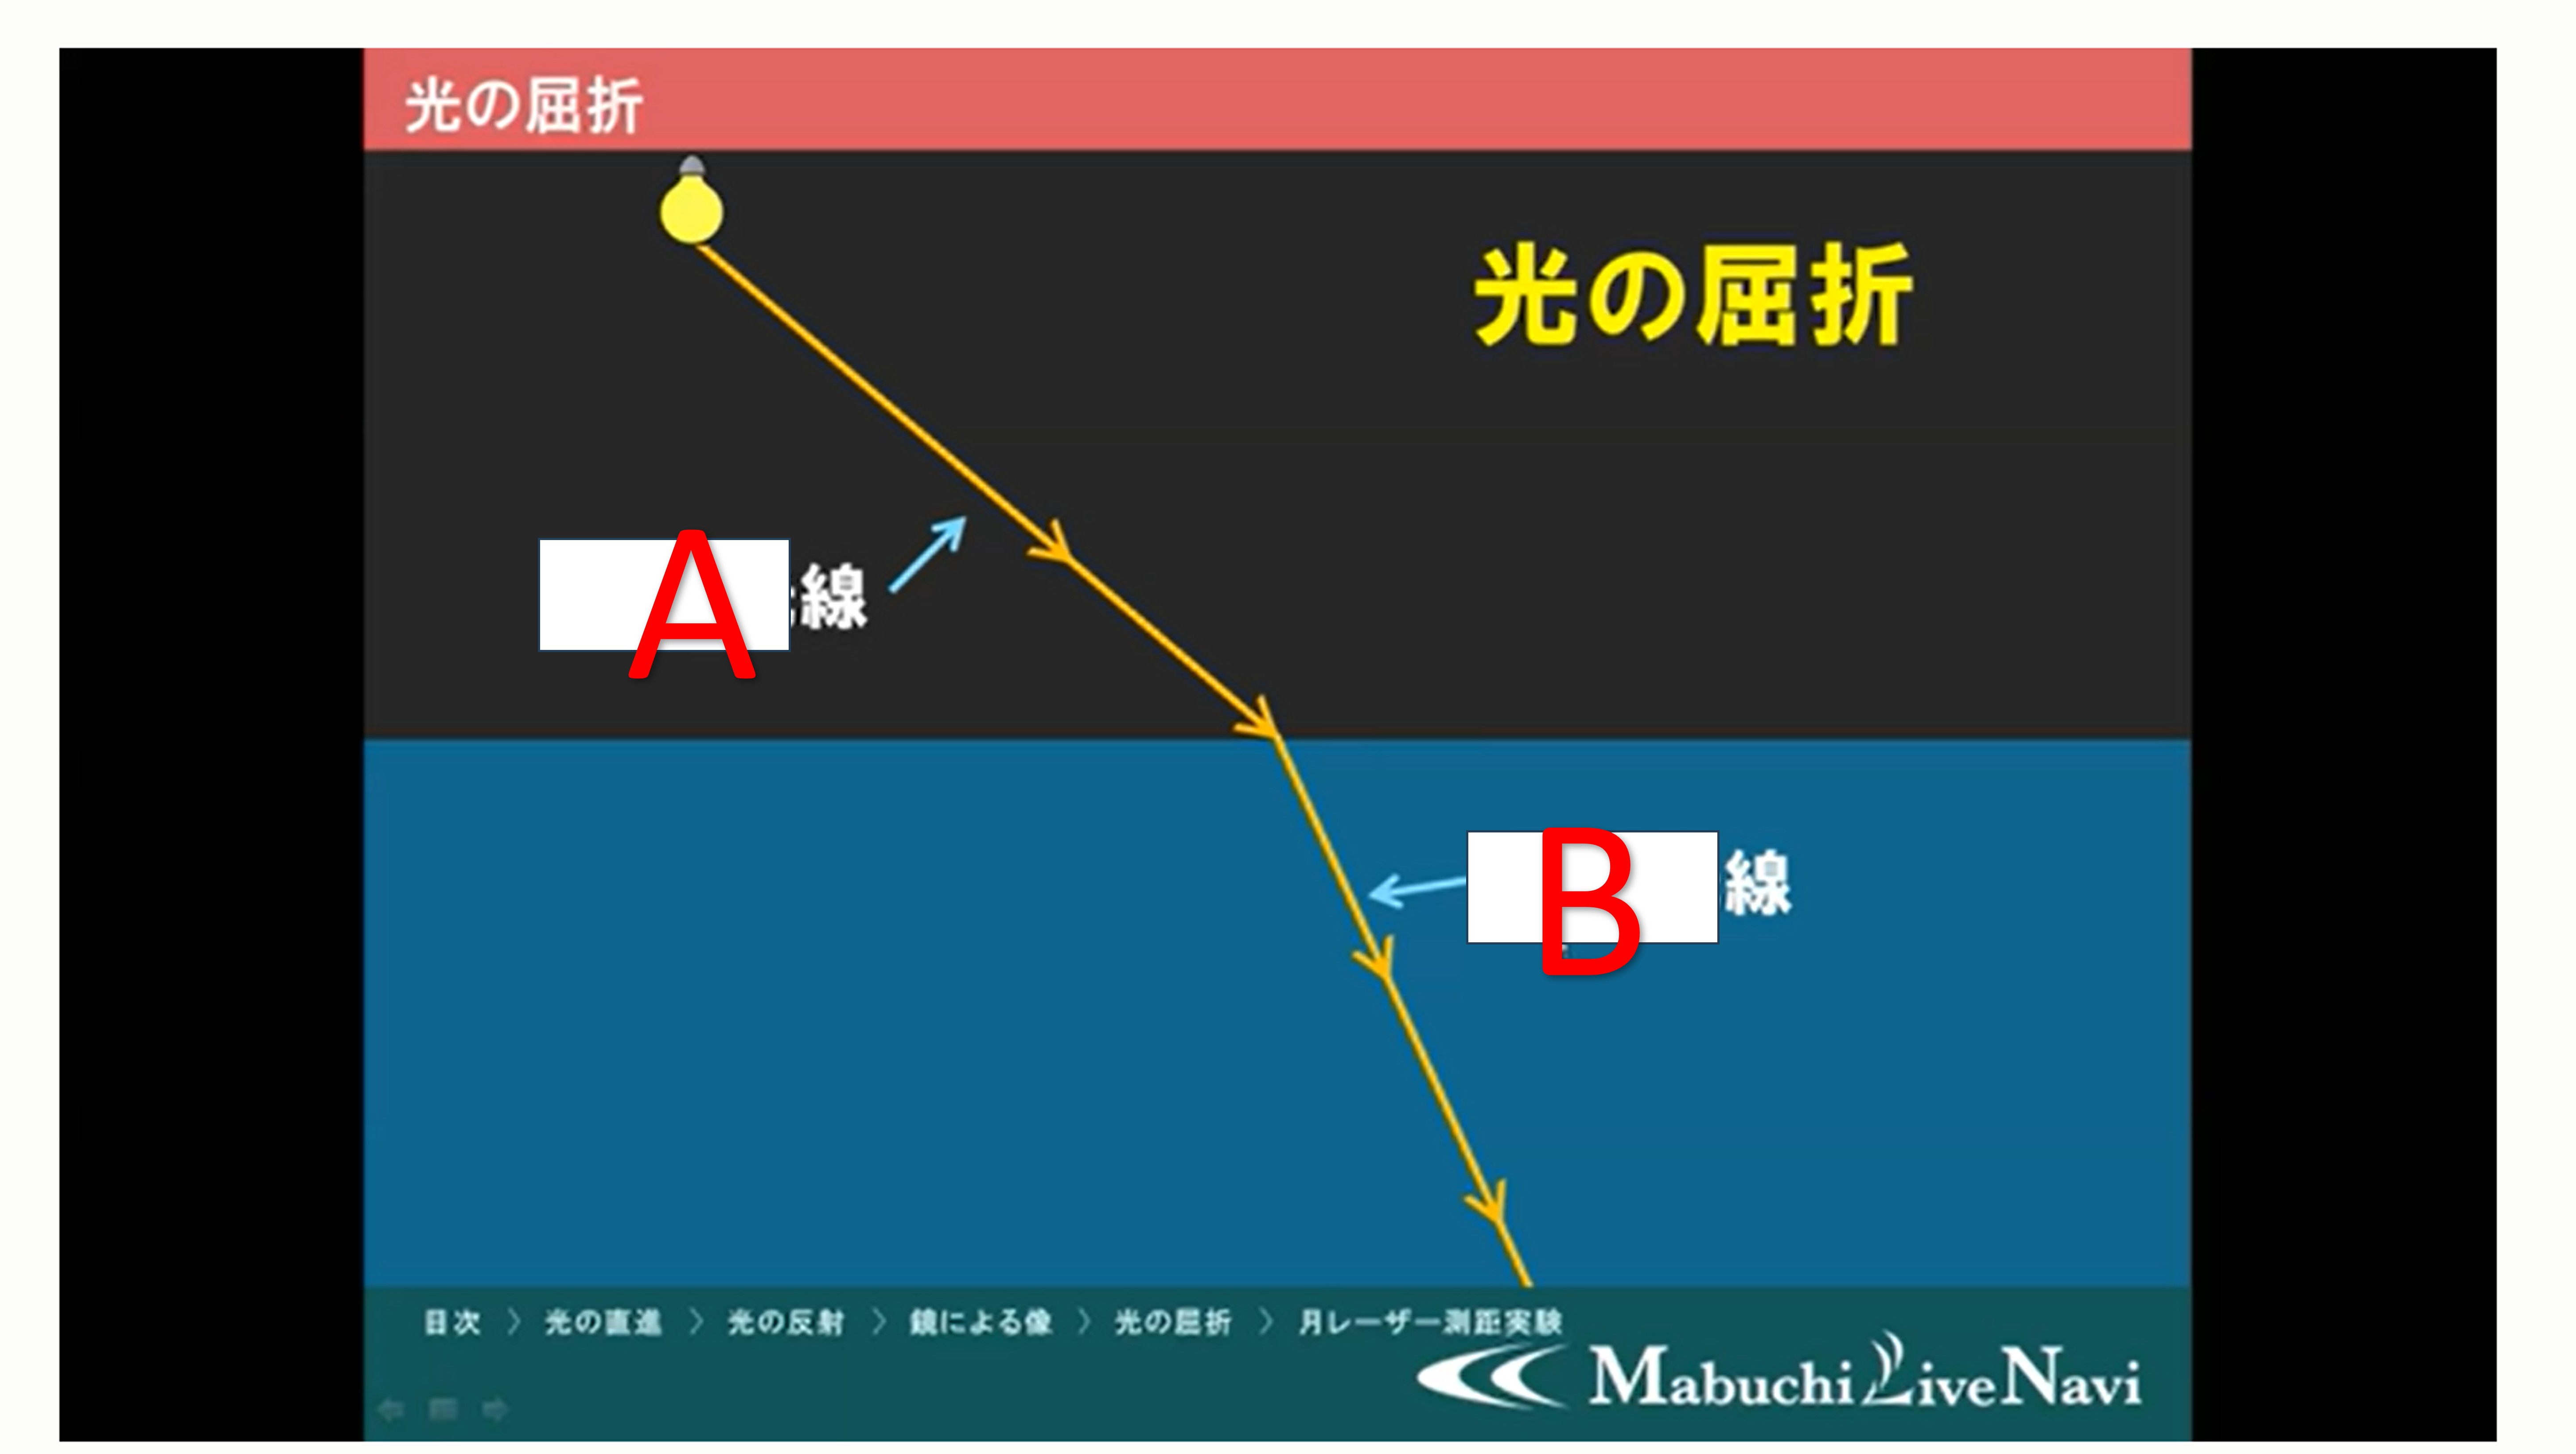 光の屈折
光の屈折
A 線
B 線
目次 〉 光の直進 〉 光の反射 〉 鏡による像 〉 光の屈折 〉 月レーザー測距実験
Mabuchi Live Navi